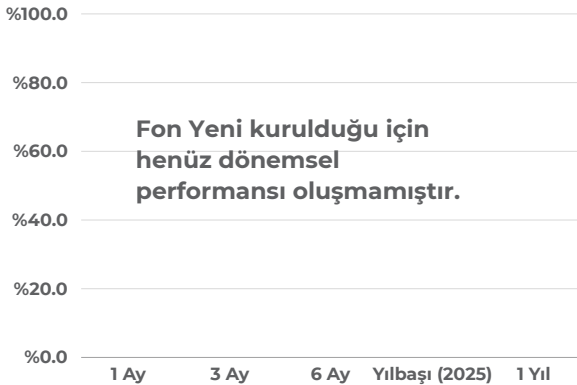 %100.0
%80.0
Fon Yeni kurulduğu için
henüz dönemsel
performansı oluşmamıştır.
%60.0
%40.0
%20.0
%0.0
1 Ay 3 Ay 6 Ay Yılbaşı (2025) 1 Yıl